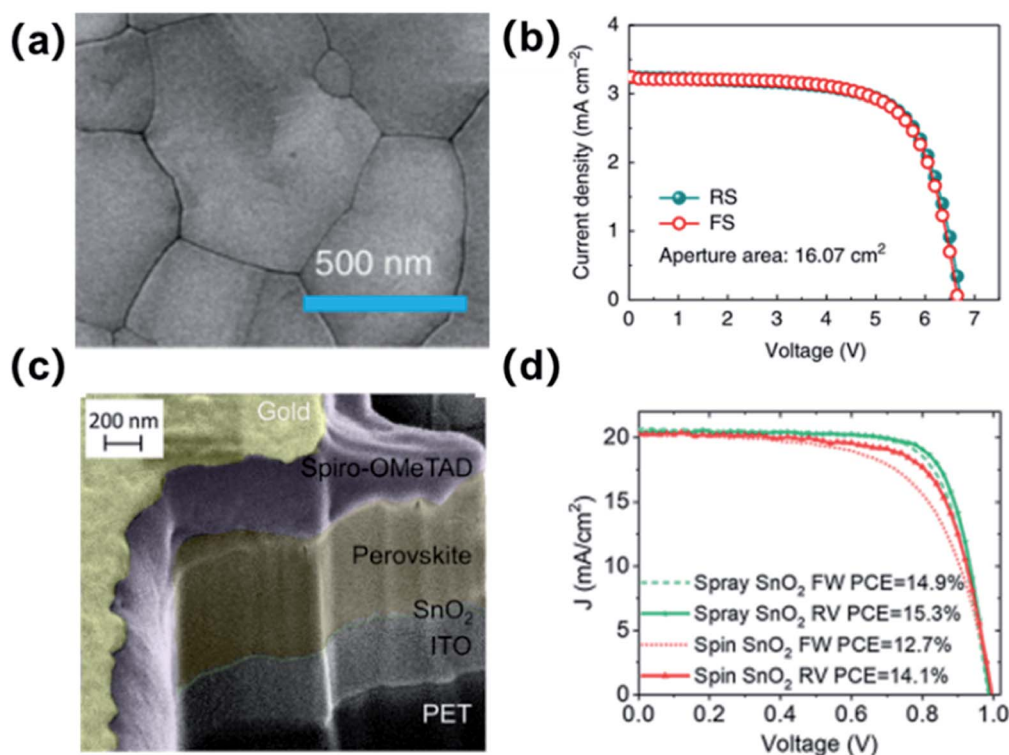 (a)
500 nm
(b)
Current density (mA cm⁻²)
4
3
2
1
0
RS
FS
Aperture area: 16.07 cm²
0 1 2 3 4 5 6 7
Voltage (V)
(c)
200 nm
Gold
Spiro-OMeTAD
Perovskite
SnO₂
ITO
PET
(d)
J (mA/cm²)
20
15
10
5
0
Spray SnO₂ FW PCE=14.9%
Spray SnO₂ RV PCE=15.3%
Spin SnO₂ FW PCE=12.7%
Spin SnO₂ RV PCE=14.1%
0.0 0.2 0.4 0.6 0.8 1.0
Voltage (V)